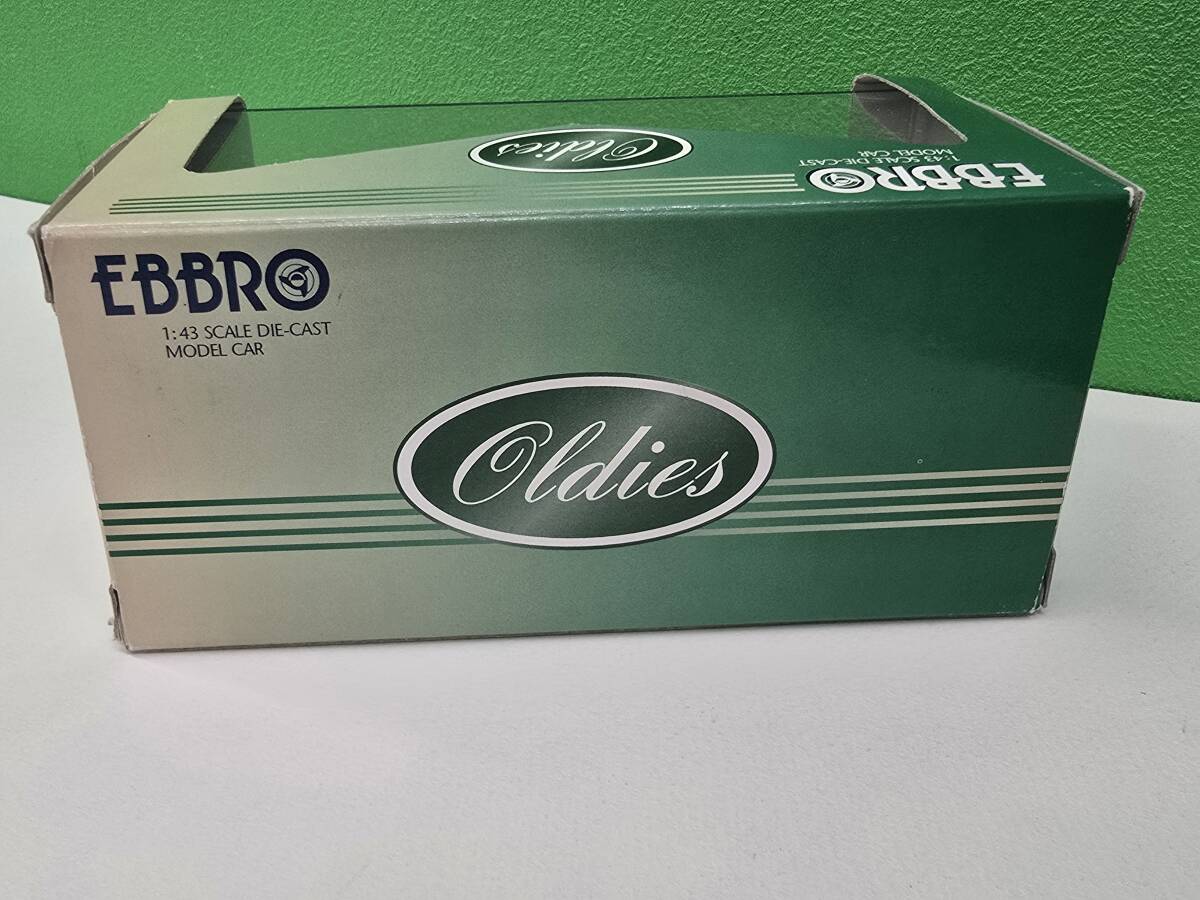 Oldies
EBBRO
1:43 SCALE DIE-CAST
MODEL CAR
EBBRO
1:43 SCALE DIE-CAST
MODEL CAR
Oldies